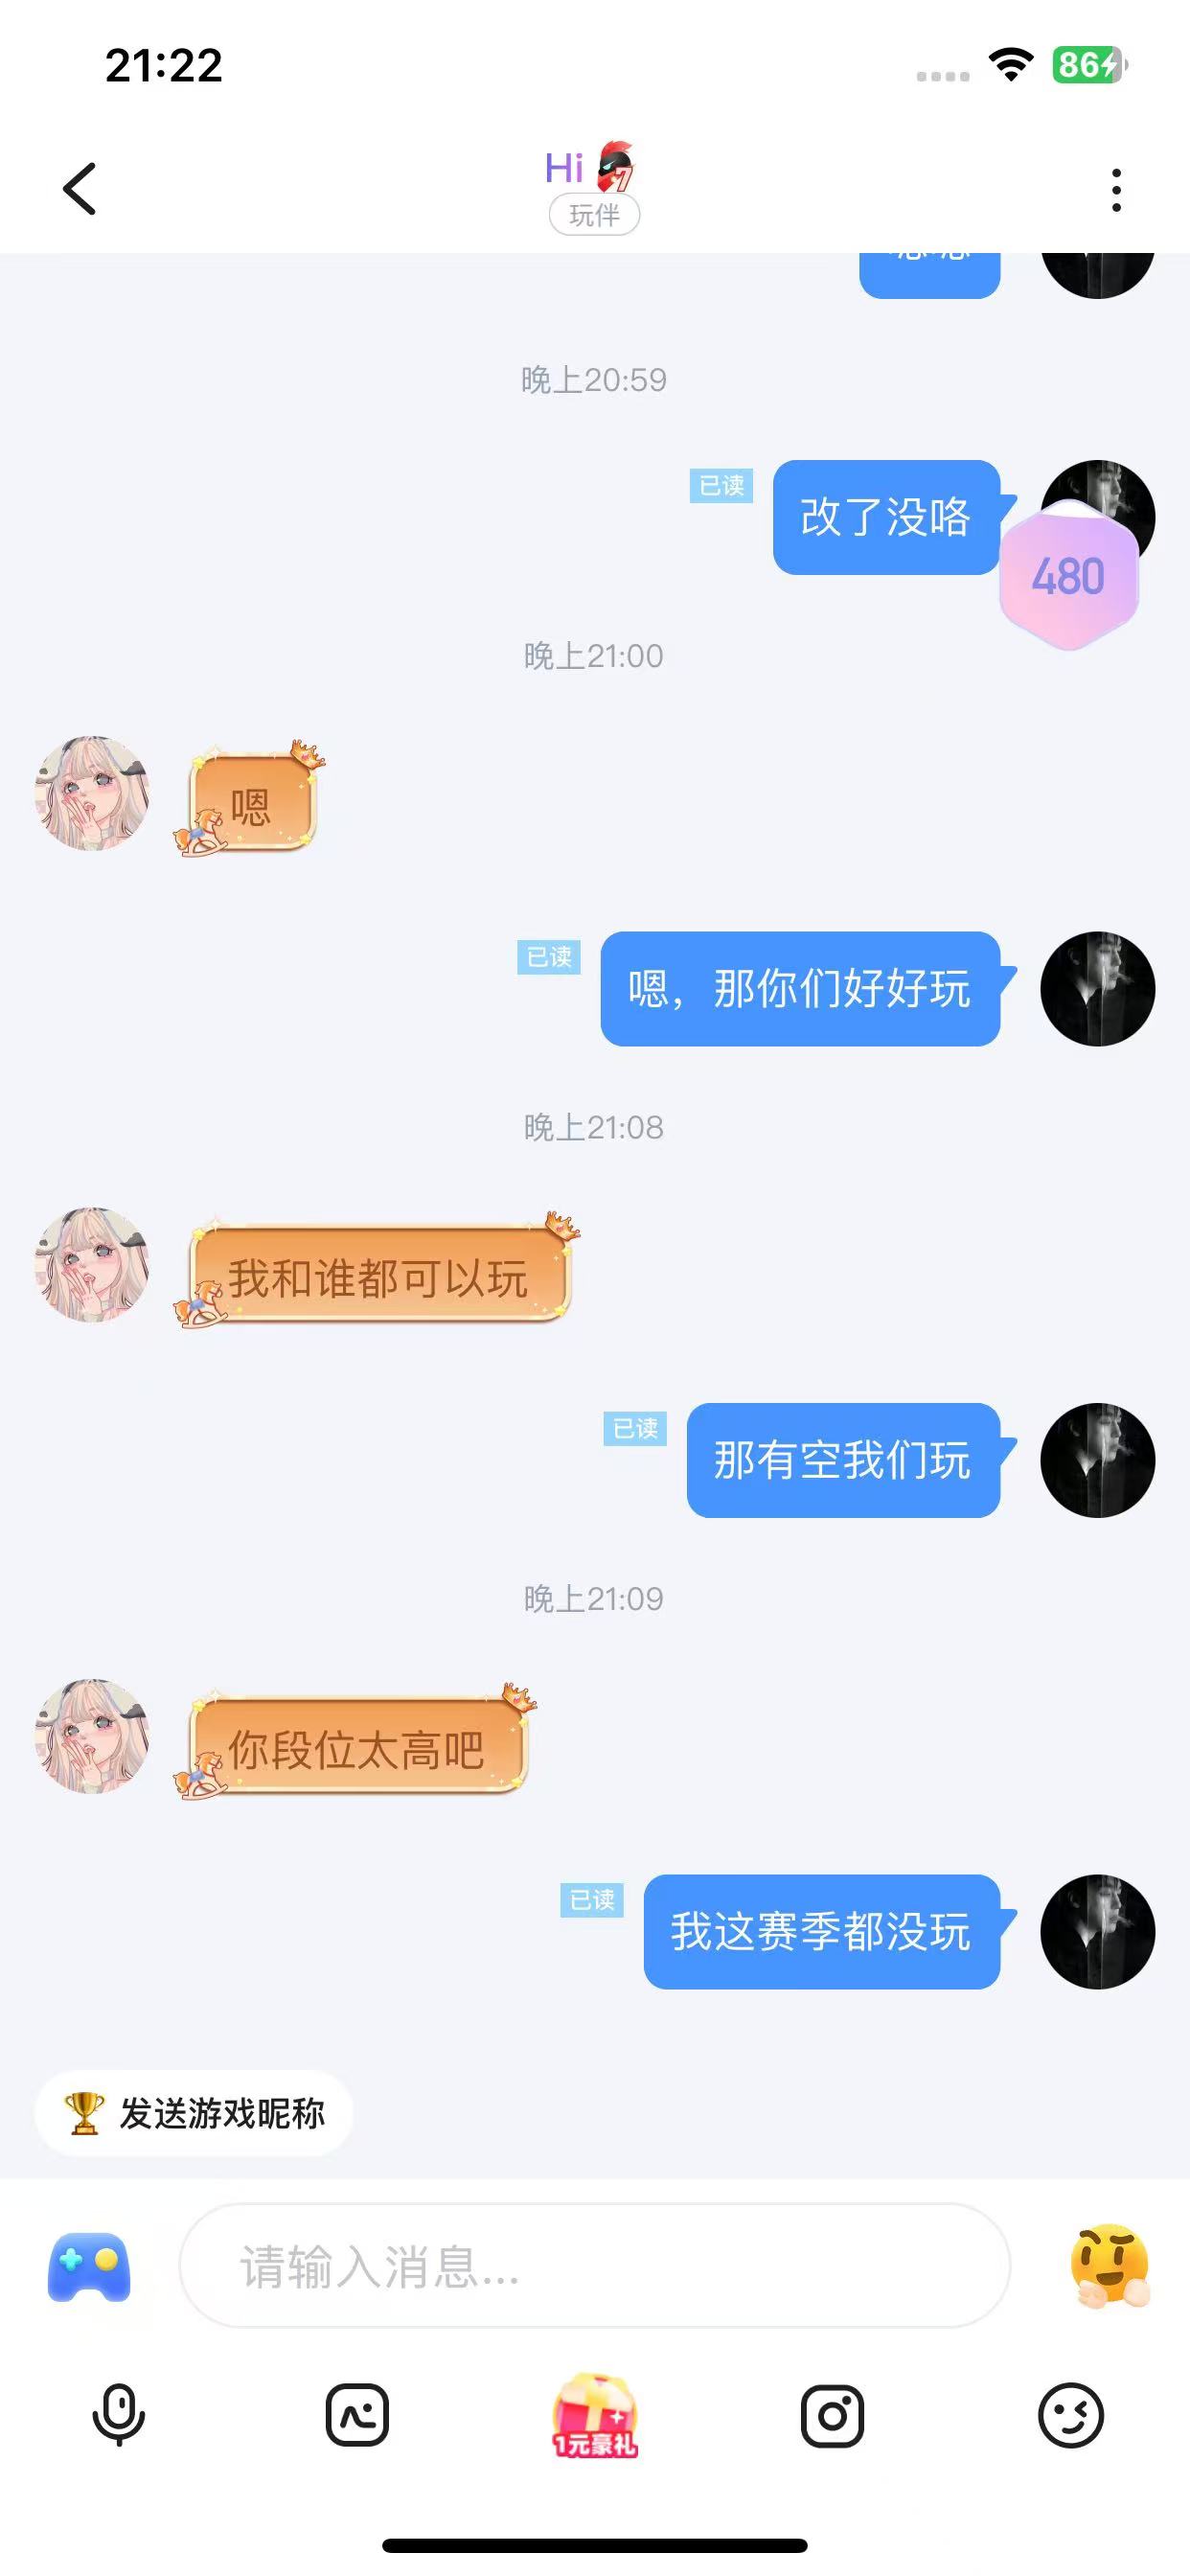 21:22
86
Hi
7
玩伴
晚上20:59
已读
改了没咯
480
晚上21:00
嗯
已读
嗯，那你们好好玩
晚上21:08
我和谁都可以玩
已读
那有空我们玩
晚上21:09
你段位太高吧
已读
我这赛季都没玩
发送游戏昵称
请输入消息...
1元豪礼